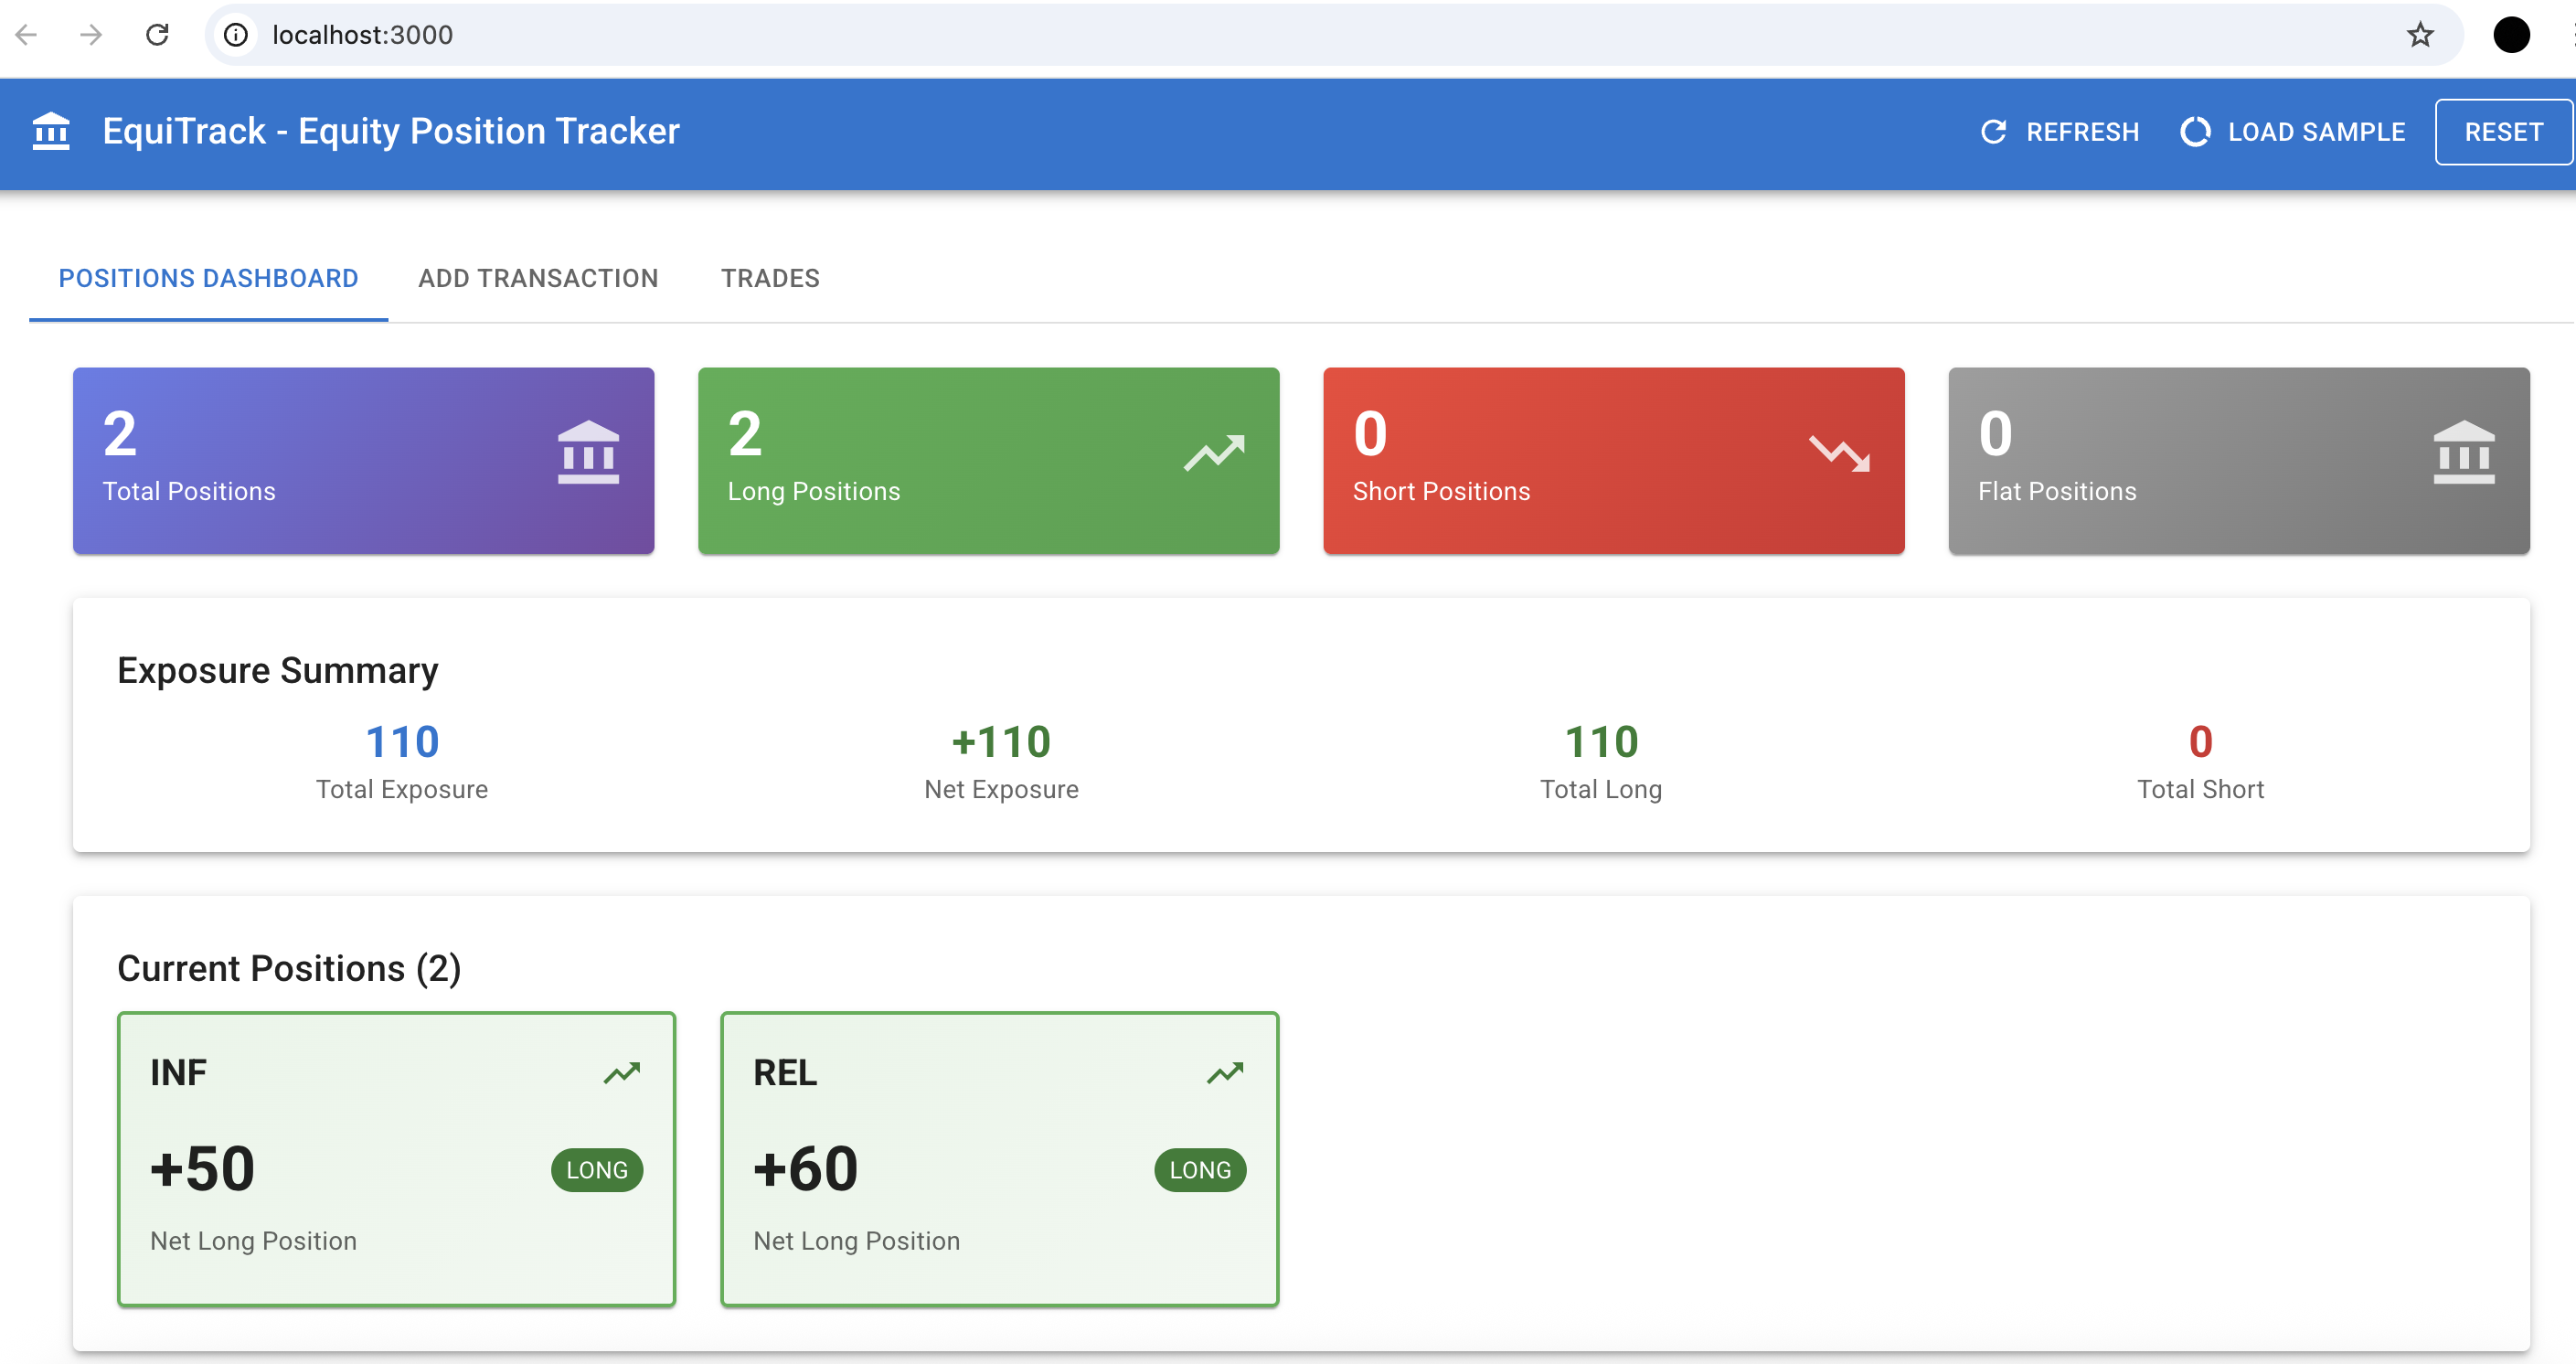 localhost:3000
EquiTrack - Equity Position Tracker
REFRESH
LOAD SAMPLE
RESET
POSITIONS DASHBOARD
ADD TRANSACTION
TRADES
2
Total Positions
2
Long Positions
0
Short Positions
0
Flat Positions
Exposure Summary
110
Total Exposure
+110
Net Exposure
110
Total Long
0
Total Short
Current Positions (2)
INF
+50
LONG
Net Long Position
REL
+60
LONG
Net Long Position